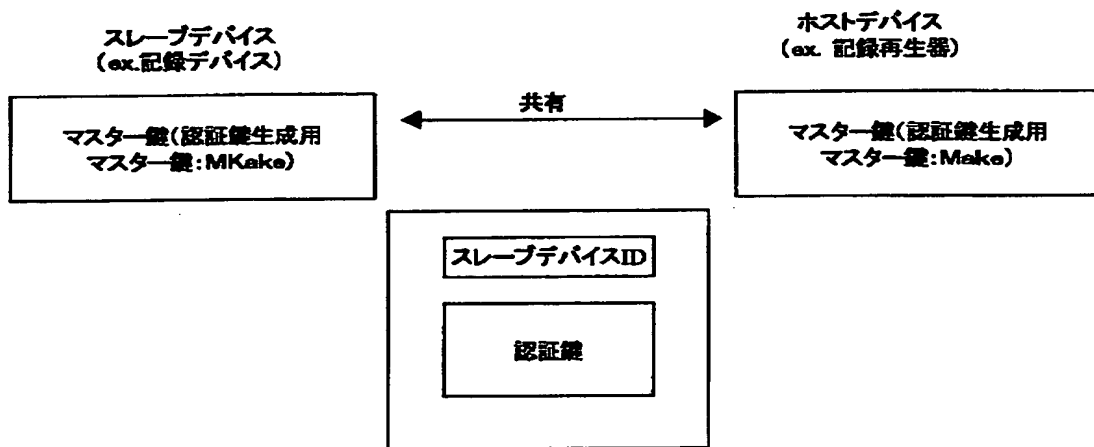 スレーブデバイス
(ex.記録デバイス)
ホストデバイス
(ex. 記録再生器)
共有
マスター鍵(認証鍵生成用
マスター鍵:MKake)
マスター鍵(認証鍵生成用
マスター鍵:Make)
スレーブデバイスID
認証鍵